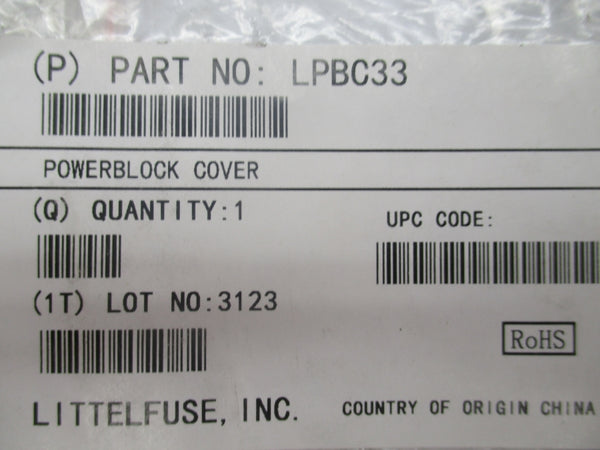 (P) PART NO: LPBC33
POWERBLOCK COVER
(Q) QUANTITY:1
UPC CODE:
(1T) LOT NO:3123
RoHS
LITTELFUSE, INC.
COUNTRY OF ORIGIN CHINA